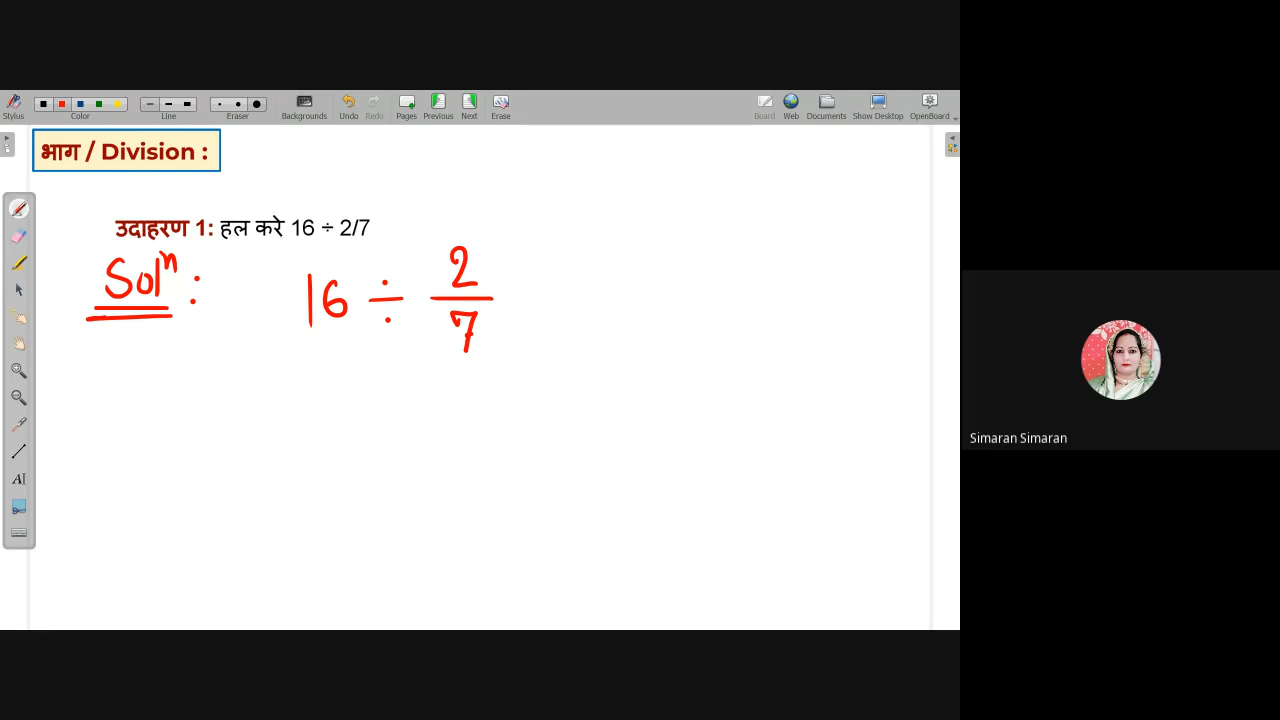 Stylus
Color
Line
Eraser
Backgrounds
Undo
Redo
Pages
Previous
Next
Erase
Board
Web
Documents
Show Desktop
OpenBoard
भाग / Division :
उदाहरण 1: हल करे 16 ÷ 2/7
Solⁿ : 16 ÷ 2/7
AI
Simaran Simaran